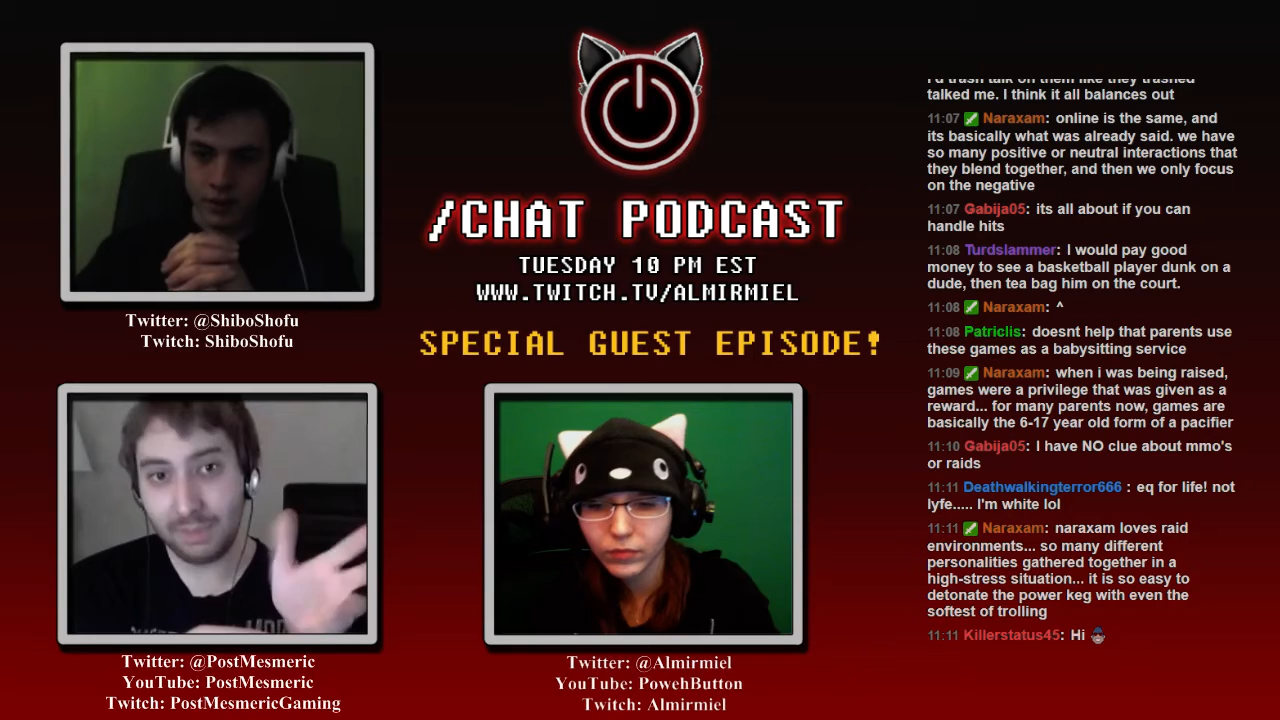 /CHAT PODCAST
TUESDAY 10 PM EST
WWW.TWITCH.TV/ALMIRMIEL
SPECIAL GUEST EPISODE!
Twitter: @ShiboShofu
Twitch: ShiboShofu
Twitter: @PostMesmeric
YouTube: PostMesmeric
Twitch: PostMesmericGaming
Twitter: @Almirmiel
YouTube: PowehButton
Twitch: Almirmiel
I'd trash talk on them like they trashed
talked me. I think it all balances out
11:07 Naraxam: online is the same, and
its basically what was already said. we have
so many positive or neutral interactions that
they blend together, and then we only focus
on the negative
11:07 Gabija05: its all about if you can
handle hits
11:08 Turdslammer: I would pay good
money to see a basketball player dunk on a
dude, then tea bag him on the court.
11:08 Naraxam: ^
11:08 Patriclis: doesnt help that parents use
these games as a babysitting service
11:09 Naraxam: when i was being raised,
games were a privilege that was given as a
reward... for many parents now, games are
basically the 6-17 year old form of a pacifier
11:10 Gabija05: I have NO clue about mmo's
or raids
11:11 Deathwalkingterror666 : eq for life! not
lyfe..... I'm white lol
11:11 Naraxam: naraxam loves raid
environments... so many different
personalities gathered together in a
high-stress situation... it is so easy to
detonate the power keg with even the
softest of trolling
11:11 Killerstatus45: Hi